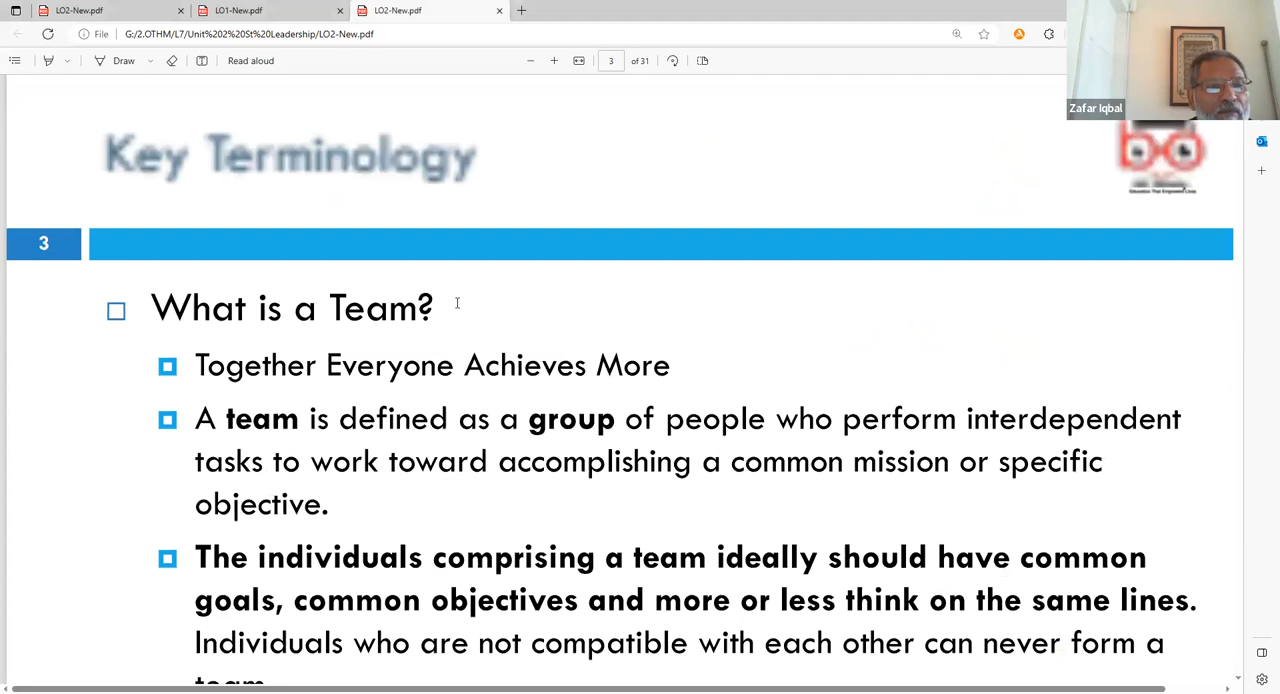 LO2-New.pdf
LO1-New.pdf
LO2-New.pdf
File G:/2.OTHM/L7/Unit%202%20St%20Leadership/LO2-New.pdf
Draw
Read aloud
3 of 31
Zafar Iqbal
Key Terminology
Education That Empowers Lives
3
What is a Team?
Together Everyone Achieves More
A team is defined as a group of people who perform interdependent
tasks to work toward accomplishing a common mission or specific
objective.
The individuals comprising a team ideally should have common
goals, common objectives and more or less think on the same lines.
Individuals who are not compatible with each other can never form a
team.